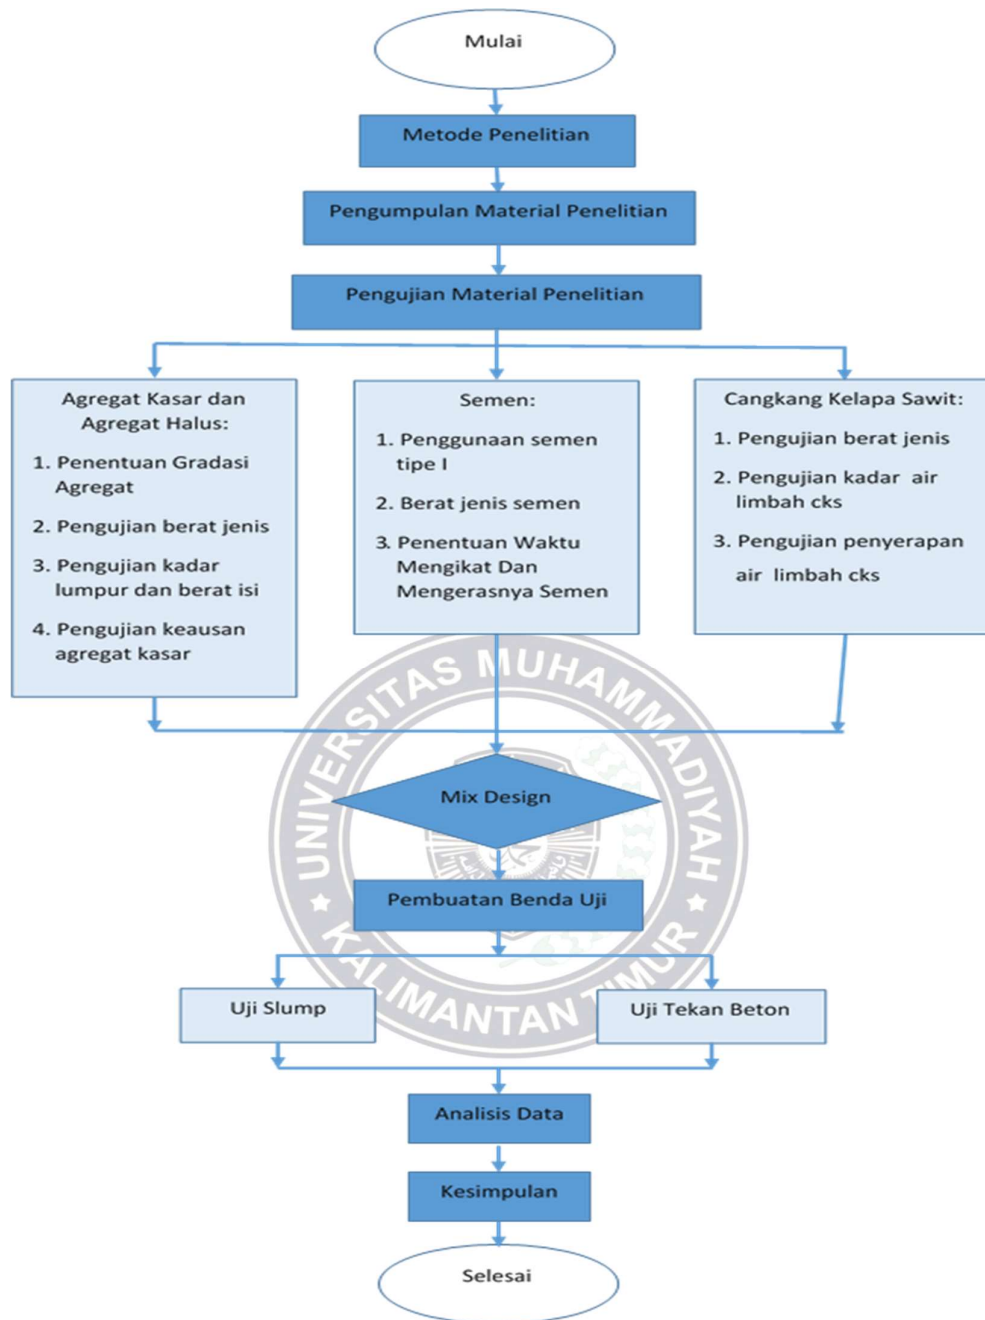 Mulai
Metode Penelitian
Pengumpulan Material Penelitian
Pengujian Material Penelitian
Agregat Kasar dan
Agregat Halus:
1. Penentuan Gradasi
Agregat
2. Pengujian berat jenis
3. Pengujian kadar
lumpur dan berat isi
4. Pengujian keausan
agregat kasar
Semen:
1. Penggunaan semen
tipe I
2. Berat jenis semen
3. Penentuan Waktu
Mengikat Dan
Mengerasnya Semen
Cangkang Kelapa Sawit:
1. Pengujian berat jenis
2. Pengujian kadar air
limbah cks
3. Pengujian penyerapan
air limbah cks
UNIVERSITAS MUHAMMADIYAH
KALIMANTAN TIMUR
Mix Design
Pembuatan Benda Uji
Uji Slump
Uji Tekan Beton
Analisis Data
Kesimpulan
Selesai